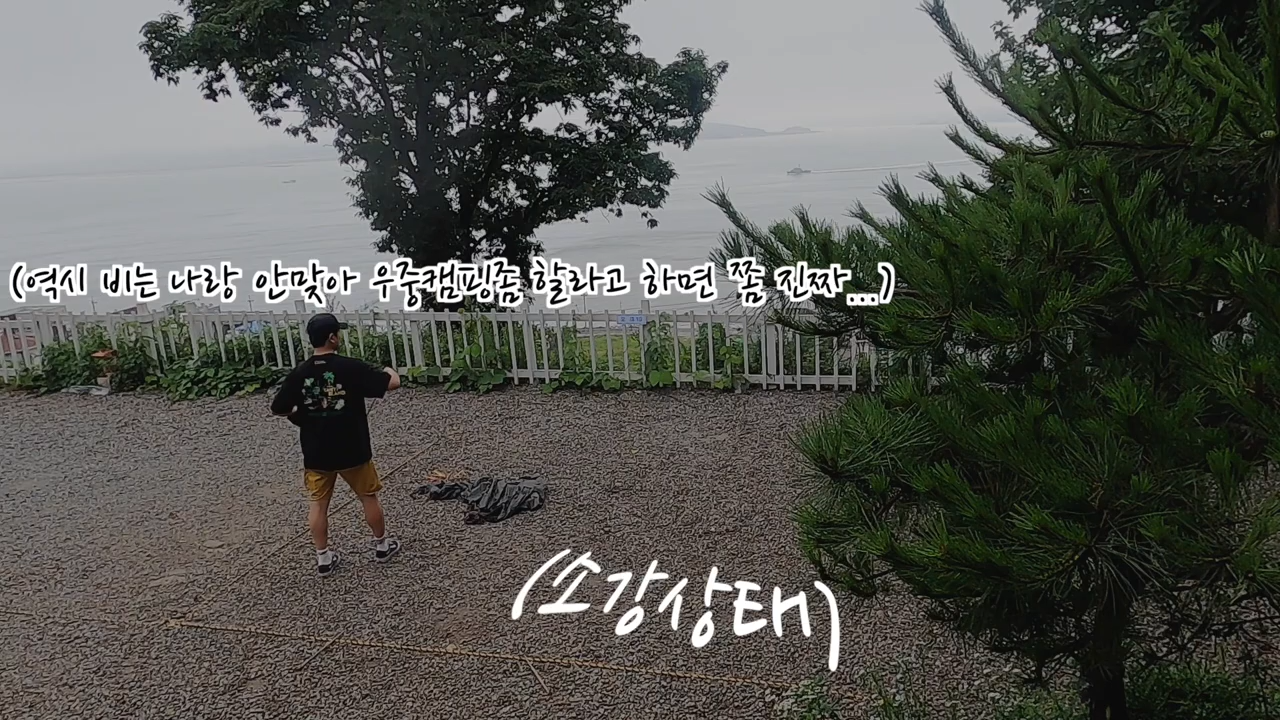 (역시 비는 나랑 안맞아 우중캠핑좀 할라고 하면 쫌 진짜...)
(쏘강상태)